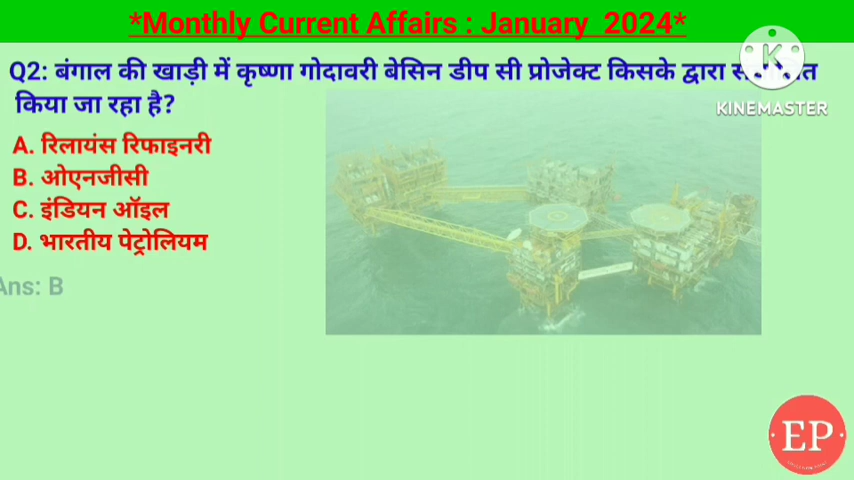 *Monthly Current Affairs : January 2024*
Q2: बंगाल की खाड़ी में कृष्णा गोदावरी बेसिन डीप सी प्रोजेक्ट किसके द्वारा
किया जा रहा है?
A. रिलायंस रिफाइनरी
B. ओएनजीसी
C. इंडियन ऑइल
D. भारतीय पेट्रोलियम
Ans: B
K
KINEMASTER
EP